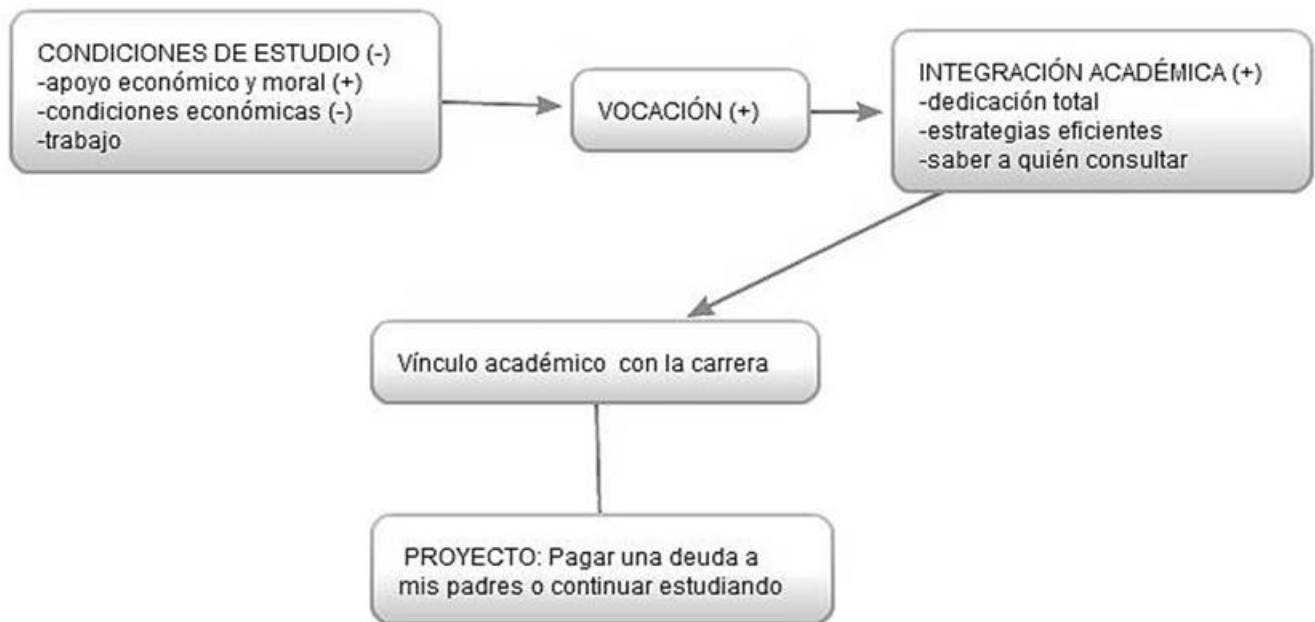 CONDICIONES DE ESTUDIO (-)
-apoyo económico y moral (+)
-condiciones económicas (-)
-trabajo
VOCACIÓN (+)
INTEGRACIÓN ACADÉMICA (+)
-dedicación total
-estrategias eficientes
-saber a quién consultar
Vínculo académico con la carrera
PROYECTO: Pagar una deuda a
mis padres o continuar estudiando